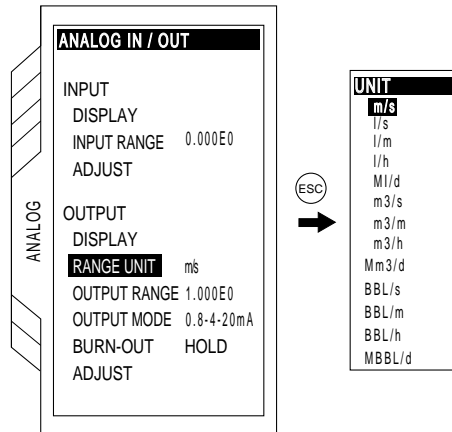 ANALOG IN / OUT
INPUT
DISPLAY
INPUT RANGE 0.000E0
ADJUST
OUTPUT
DISPLAY
RANGE UNIT m/s
OUTPUT RANGE 1.000E0
OUTPUT MODE 0.8-4-20mA
BURN-OUT HOLD
ADJUST
ANALOG
ESC
UNIT
m/s
l/s
l/m
l/h
Ml/d
m3/s
m3/m
m3/h
Mm3/d
BBL/s
BBL/m
BBL/h
MBBL/d